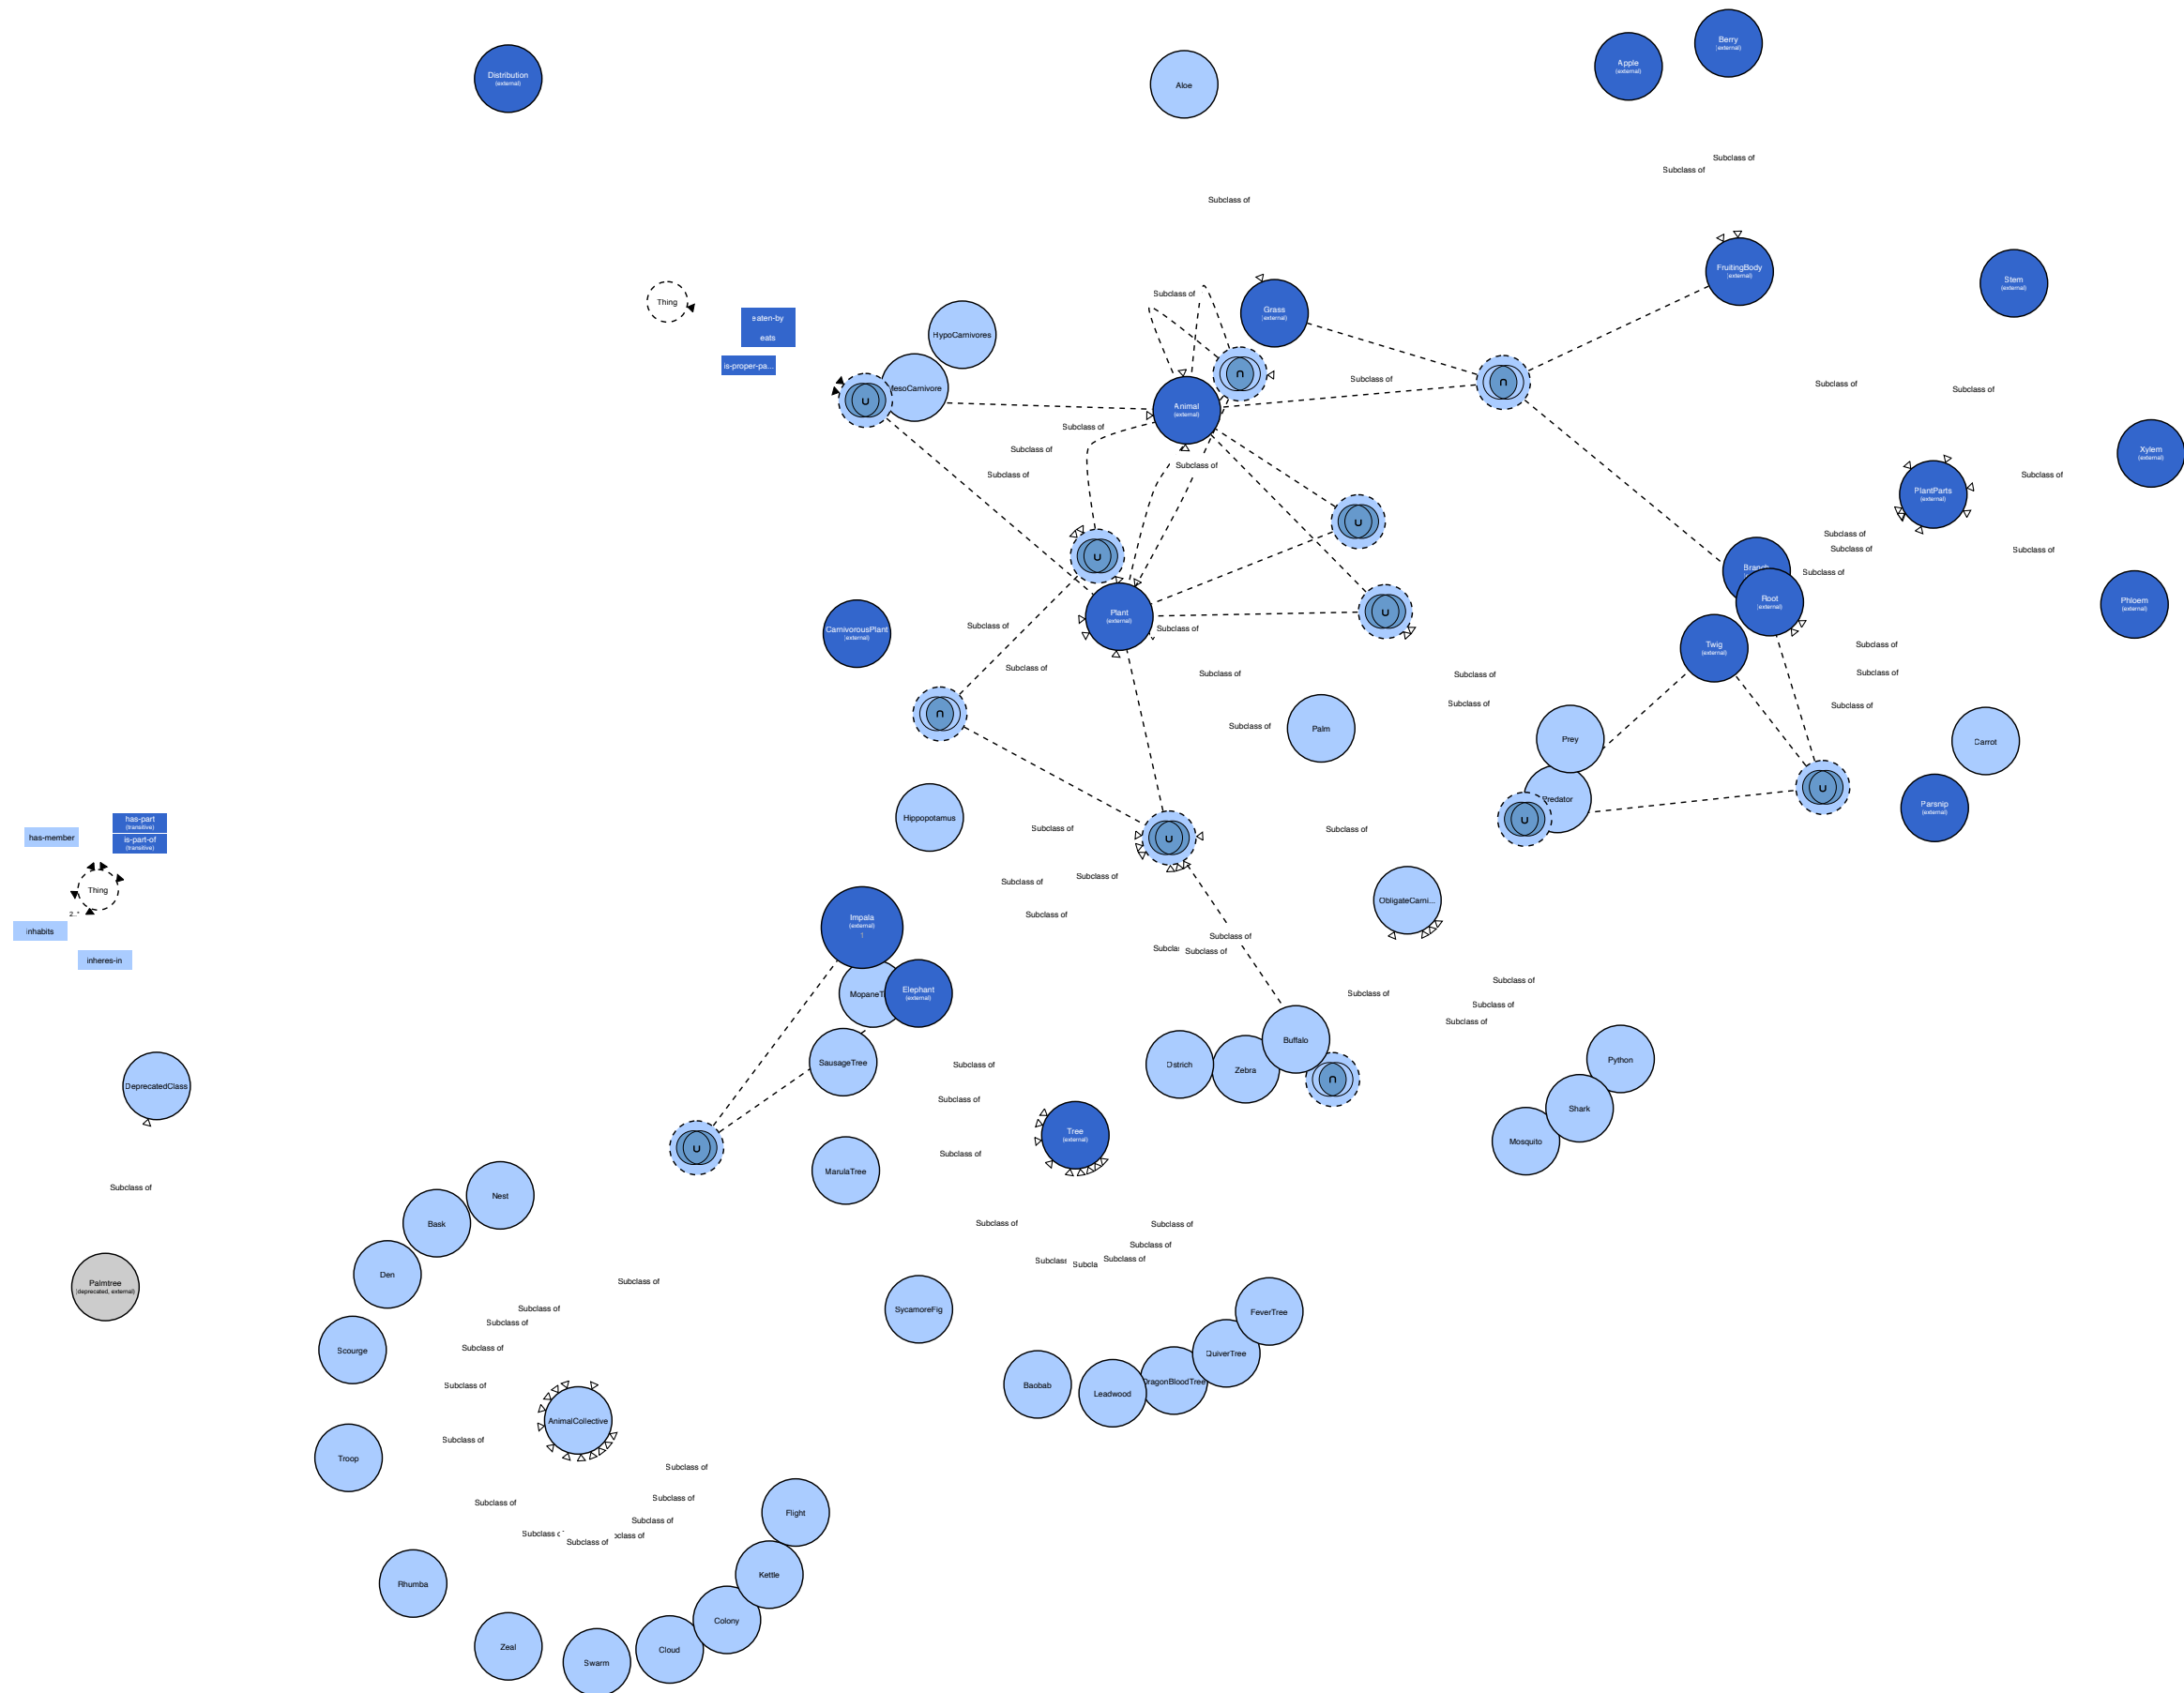 Berry
(external)
Apple
(external)
Distribution
(external)
Aloe
Subclass of
Subclass of
Subclass of
FruitingBody
(external)
Stem
(external)
Subclass of
Thing
Grass
(external)
eaten-by
eats
HypoCarnivores
is-proper-pa...
Subclass of
Subclass of
Subclass of
Animal
(external)
Subclass of
Subclass of
Xylem
(external)
Subclass of
Subclass of
Subclass of
PlantParts
(external)
Subclass of
Subclass of
Subclass of
Subclass of
Branch
Root
(external)
Phloem
(external)
Plant
(external)
CarnivorousPlant
(external)
Subclass of
Subclass of
Twig
(external)
Subclass of
Subclass of
Subclass of
Subclass of
Subclass of
Subclass of
Subclass of
Subclass of
Palm
Prey
Carrot
Predator
Parsnip
(external)
Hippopotamus
has-part
(transitive)
is-part-of
(transitive)
has-member
Subclass of
Subclass of
Subclass of
Subclass of
Thing
ObligateCarni...
2..*
Subclass of
Impala
(external)
1
inhabits
Subclass of
Subclass of
inheres-in
Subclass of
Elephant
(external)
Subclass of
Subclass of
Subclass of
Buffalo
Subclass of
SausageTree
Ostrich
Zebra
Python
DeprecatedClass
Subclass of
Shark
Tree
(external)
Mosquito
Subclass of
MarulaTree
Subclass of
Nest
Bask
Subclass of
Subclass of
Subclass of
Subclass of
Den
Subclass of
Palmtree
(deprecated, external)
Subclass of
Subclass of
SycamoreFig
FeverTree
Subclass of
Scourge
QuiverTree
Subclass of
DragonBloodTree
Baobab
Leadwood
AnimalCollective
Subclass of
Troop
Subclass of
Subclass of
Subclass of
Flight
Subclass of
Subclass of
Kettle
Rhumba
Colony
Zeal
Cloud
Swarm